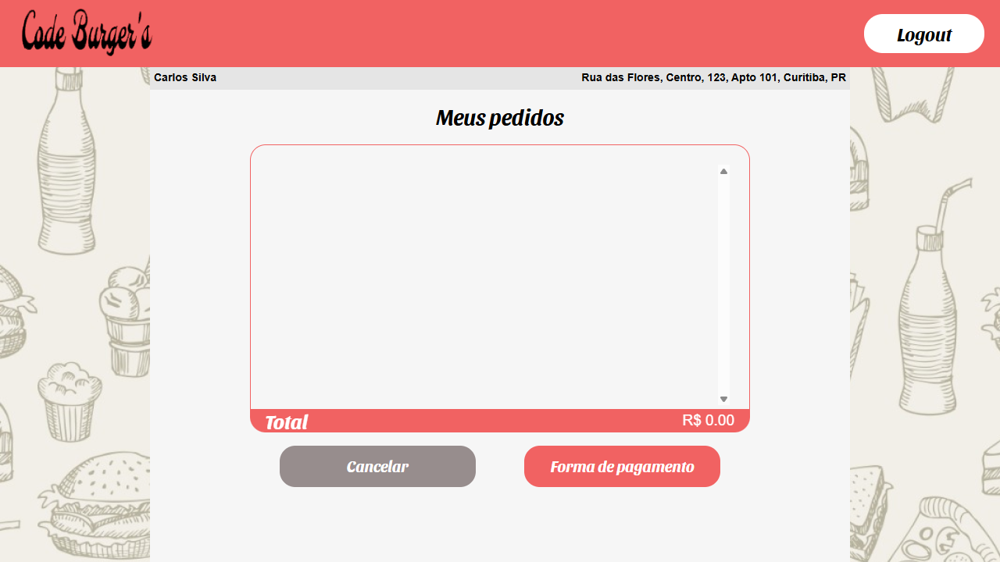 Code Burger's
Logout
Carlos Silva
Rua das Flores, Centro, 123, Apto 101, Curitiba, PR
Meus pedidos
Total
R$ 0.00
Cancelar
Forma de pagamento